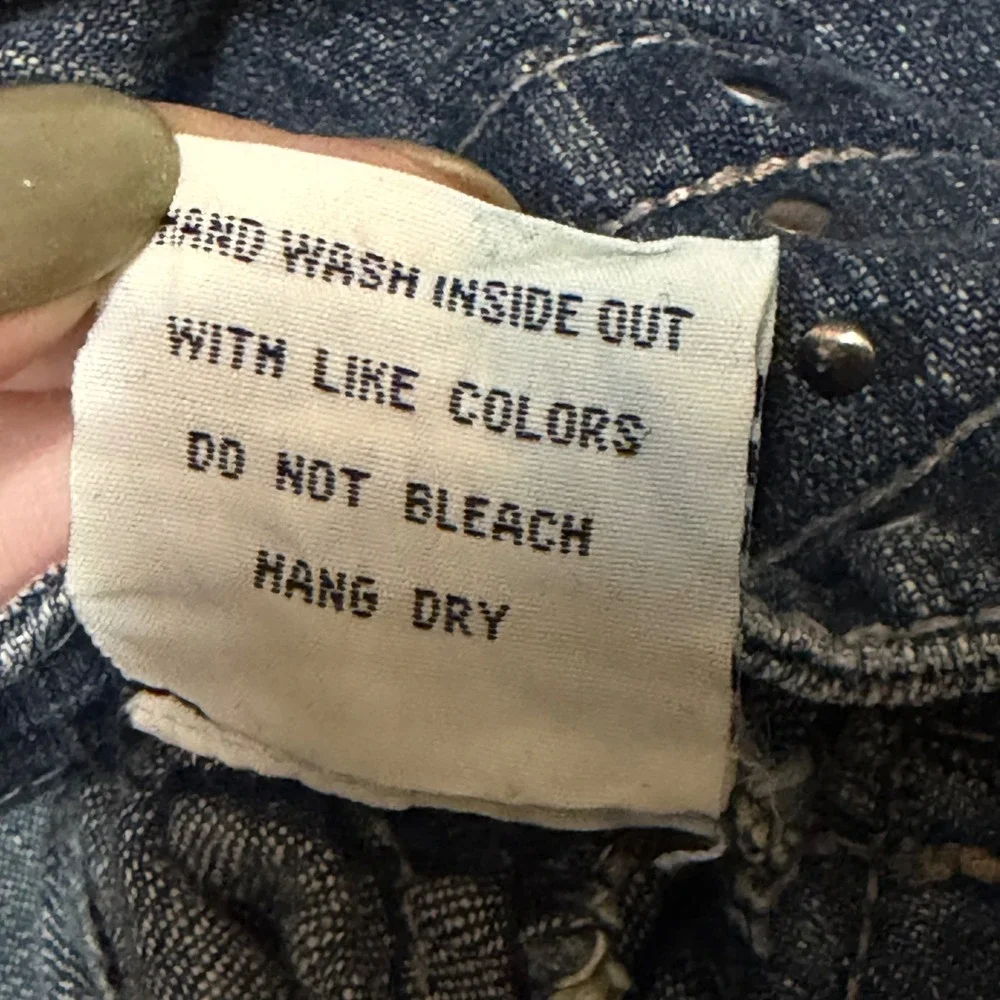 HAND WASH INSIDE OUT
WITH LIKE COLORS
DO NOT BLEACH
HANG DRY